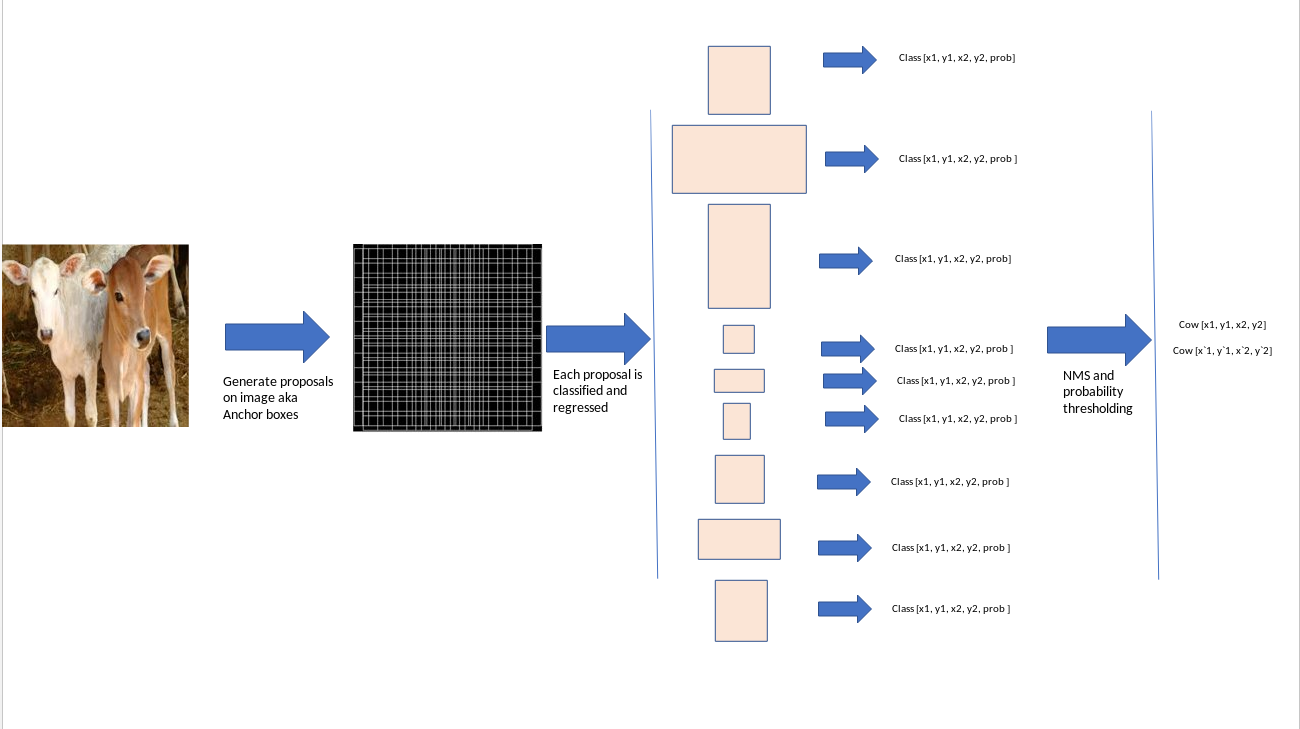 Generate proposals
on image aka
Anchor boxes
Each proposal is
classified and
regressed
Class [x1, y1, x2, y2, prob]
Class [x1, y1, x2, y2, prob ]
Class [x1, y1, x2, y2, prob]
Class [x1, y1, x2, y2, prob ]
Class [x1, y1, x2, y2, prob ]
Class [x1, y1, x2, y2, prob ]
Class [x1, y1, x2, y2, prob ]
Class [x1, y1, x2, y2, prob ]
Class [x1, y1, x2, y2, prob ]
NMS and
probability
thresholding
Cow [x1, y1, x2, y2]
Cow [x`1, y`1, x`2, y`2]